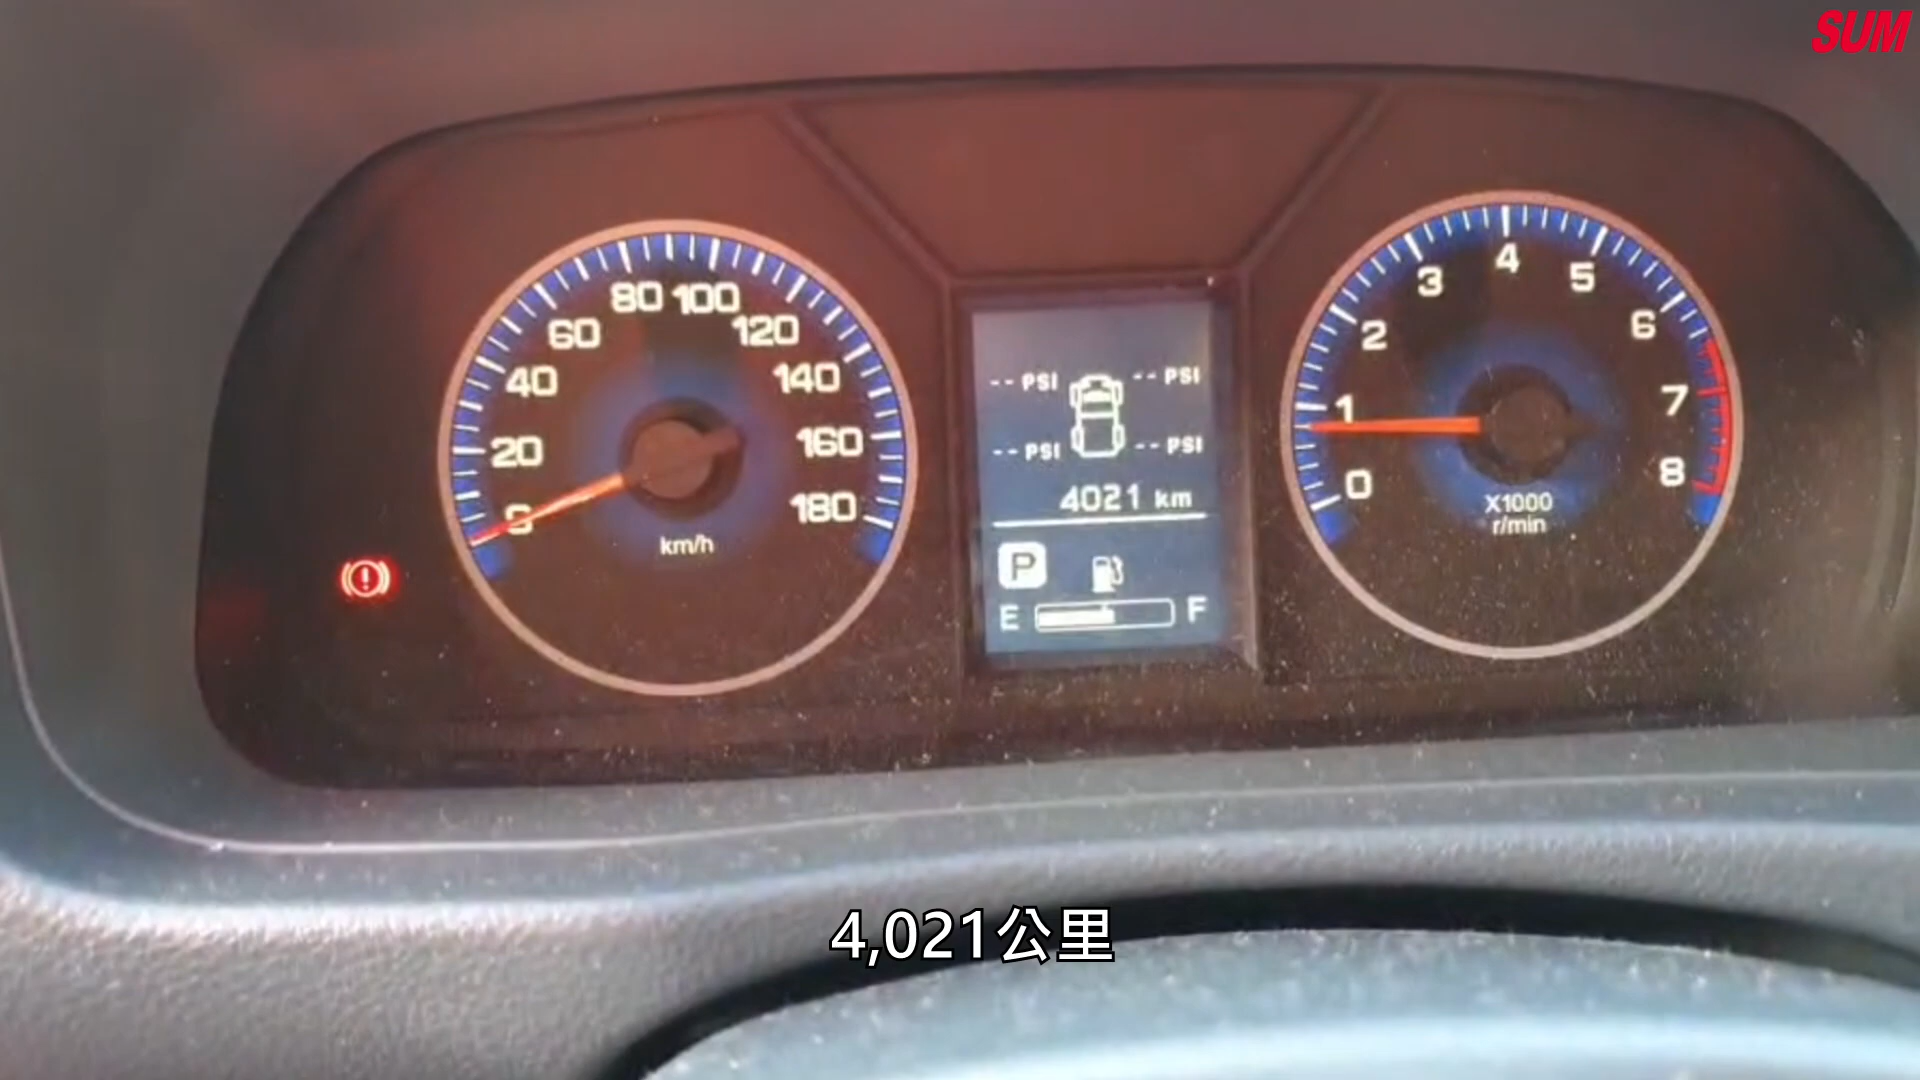 SUM
80 100
60 120
40 140
20 160
0 180
km/h
-- PSI -- PSI
-- PSI -- PSI
4021 km
P
E F
4
3 5
2 6
1 7
0 8
X1000
r/min
4,021公里